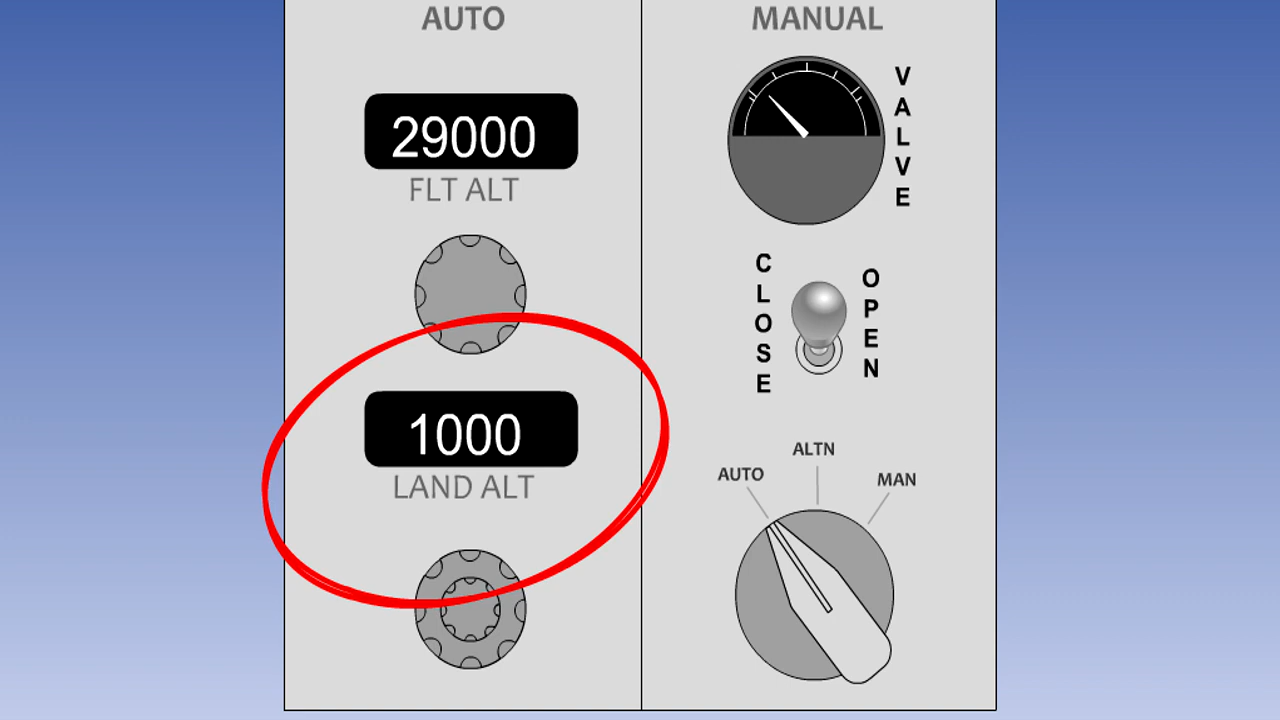 AUTO
29000
FLT ALT
1000
LAND ALT
MANUAL
VALVE
CLOSE
OPEN
AUTO
ALTN
MAN